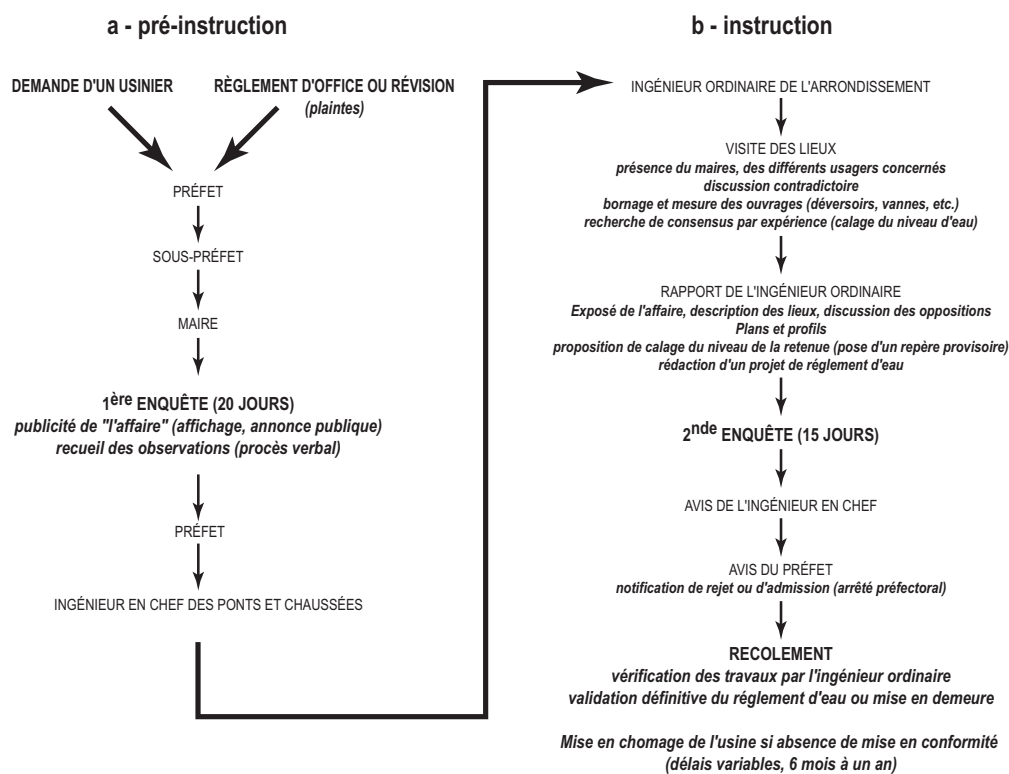 a - pré-instruction
DEMANDE D'UN USINIER
RÈGLEMENT D'OFFICE OU RÉVISION
(plaintes)
PRÉFET
SOUS-PRÉFET
MAIRE
1ère ENQUÊTE (20 JOURS)
publicité de "l'affaire" (affichage, annonce publique)
recueil des observations (procès verbal)
PRÉFET
INGÉNIEUR EN CHEF DES PONTS ET CHAUSSÉES
b - instruction
INGÉNIEUR ORDINAIRE DE L'ARRONDISSEMENT
VISITE DES LIEUX
présence du maires, des différents usagers concernés
discussion contradictoire
bornage et mesure des ouvrages (déversoirs, vannes, etc.)
recherche de consensus par expérience (calage du niveau d'eau)
RAPPORT DE L'INGÉNIEUR ORDINAIRE
Exposé de l'affaire, description des lieux, discussion des oppositions
Plans et profils
proposition de calage du niveau de la retenue (pose d'un repère provisoire)
rédaction d'un projet de réglement d'eau
2nde ENQUÊTE (15 JOURS)
AVIS DE L'INGÉNIEUR EN CHEF
AVIS DU PRÉFET
notification de rejet ou d'admission (arrêté préfectoral)
RECOLEMENT
vérification des travaux par l'ingénieur ordinaire
validation définitive du réglement d'eau ou mise en demeure
Mise en chomage de l'usine si absence de mise en conformité
(délais variables, 6 mois à un an)